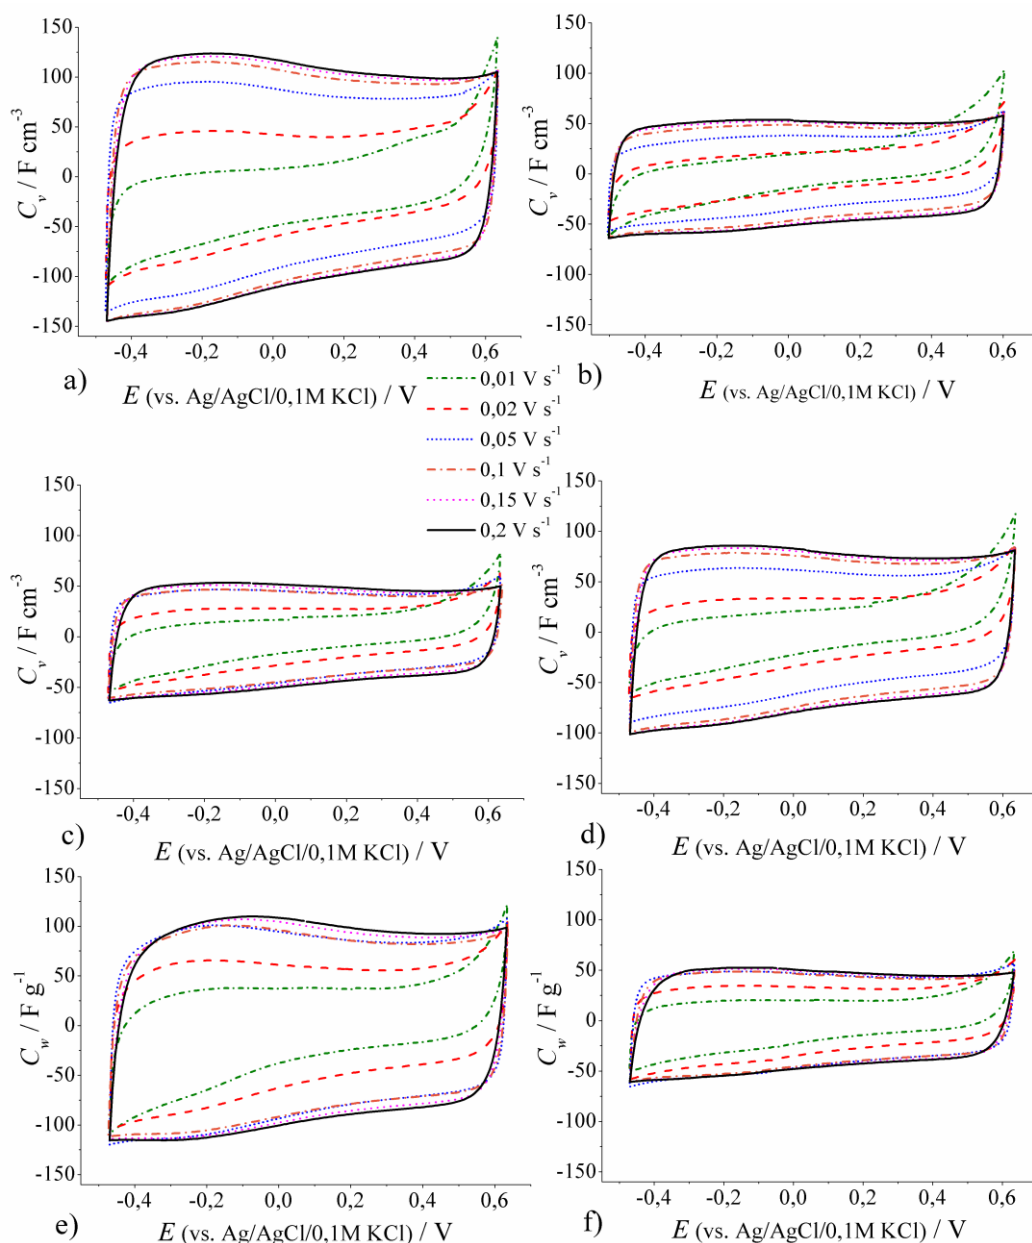 150
100
50
0
-50
-100
-150
C_v / F cm^-3
-0,4 -0,2 0,0 0,2 0,4 0,6
a)
E (vs. Ag/AgCl/0,1M KCl) / V
150
100
50
0
-50
-100
-150
C_v / F cm^-3
-0,4 -0,2 0,0 0,2 0,4 0,6
b)
E (vs. Ag/AgCl/0,1M KCl) / V
0,01 V s^-1
0,02 V s^-1
0,05 V s^-1
0,1 V s^-1
0,15 V s^-1
0,2 V s^-1
150
100
50
0
-50
-100
-150
C_v / F cm^-3
-0,4 -0,2 0,0 0,2 0,4 0,6
c)
E (vs. Ag/AgCl/0,1M KCl) / V
150
100
50
0
-50
-100
-150
C_v / F cm^-3
-0,4 -0,2 0,0 0,2 0,4 0,6
d)
E (vs. Ag/AgCl/0,1M KCl) / V
150
100
50
0
-50
-100
-150
C_w / F g^-1
-0,4 -0,2 0,0 0,2 0,4 0,6
e)
E (vs. Ag/AgCl/0,1M KCl) / V
150
100
50
0
-50
-100
-150
C_w / F g^-1
-0,4 -0,2 0,0 0,2 0,4 0,6
f)
E (vs. Ag/AgCl/0,1M KCl) / V